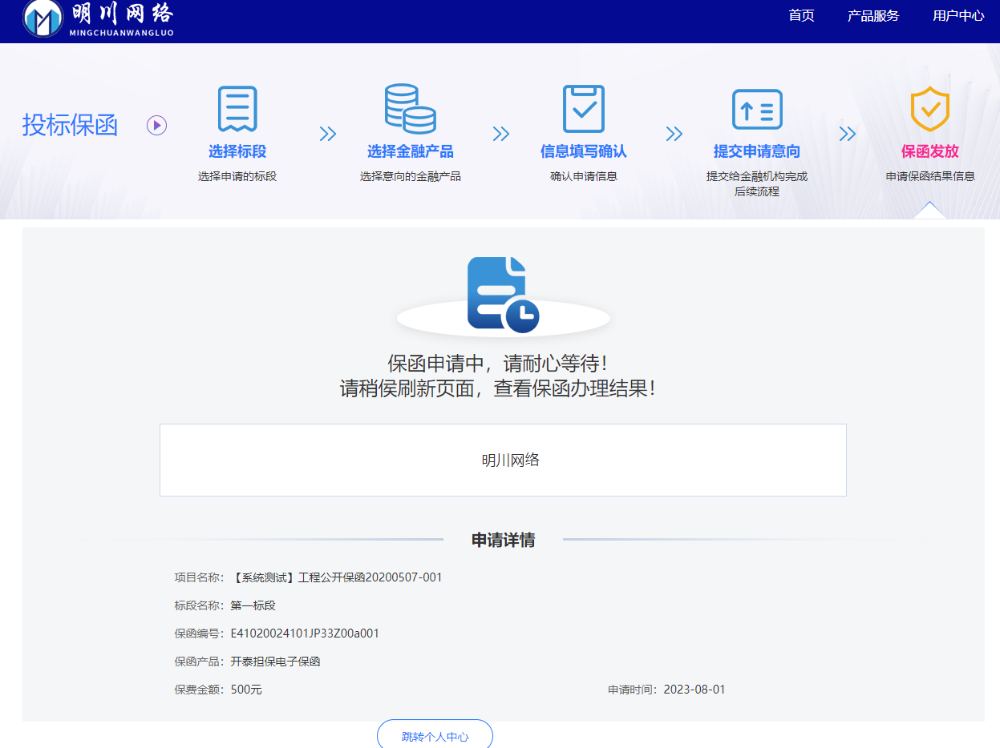 明川网络
MINGCHUANWANGLUO
首页 产品服务 用户中心
投标保函
选择标段
选择申请的标段
选择金融产品
选择意向的金融产品
信息填写确认
确认申请信息
提交申请意向
提交给金融机构完成
后续流程
保函发放
申请保函结果信息
保函申请中，请耐心等待！
请稍侯刷新页面，查看保函办理结果！
明川网络
申请详情
项目名称：【系统测试】工程公开保函20200507-001
标段名称：第一标段
保函编号：E41020024101JP33Z00a001
保函产品：开泰担保电子保函
保费金额：500元 申请时间：2023-08-01
跳转个人中心